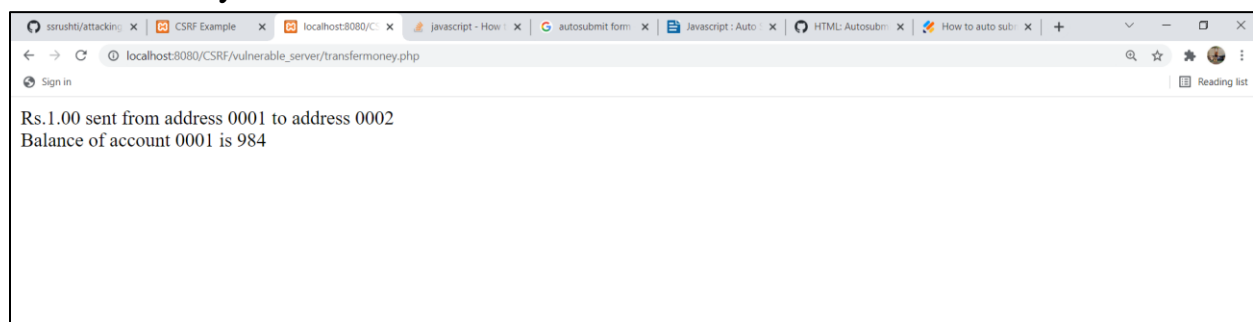 ssrushti/attacking
CSRF Example
localhost:8080/CS
javascript - How t
autosubmit form
Javascript : Auto S
HTML: Autosubm
How to auto subr
localhost:8080/CSRF/vulnerable_server/transfermoney.php
Sign in
Reading list
Rs.1.00 sent from address 0001 to address 0002
Balance of account 0001 is 984